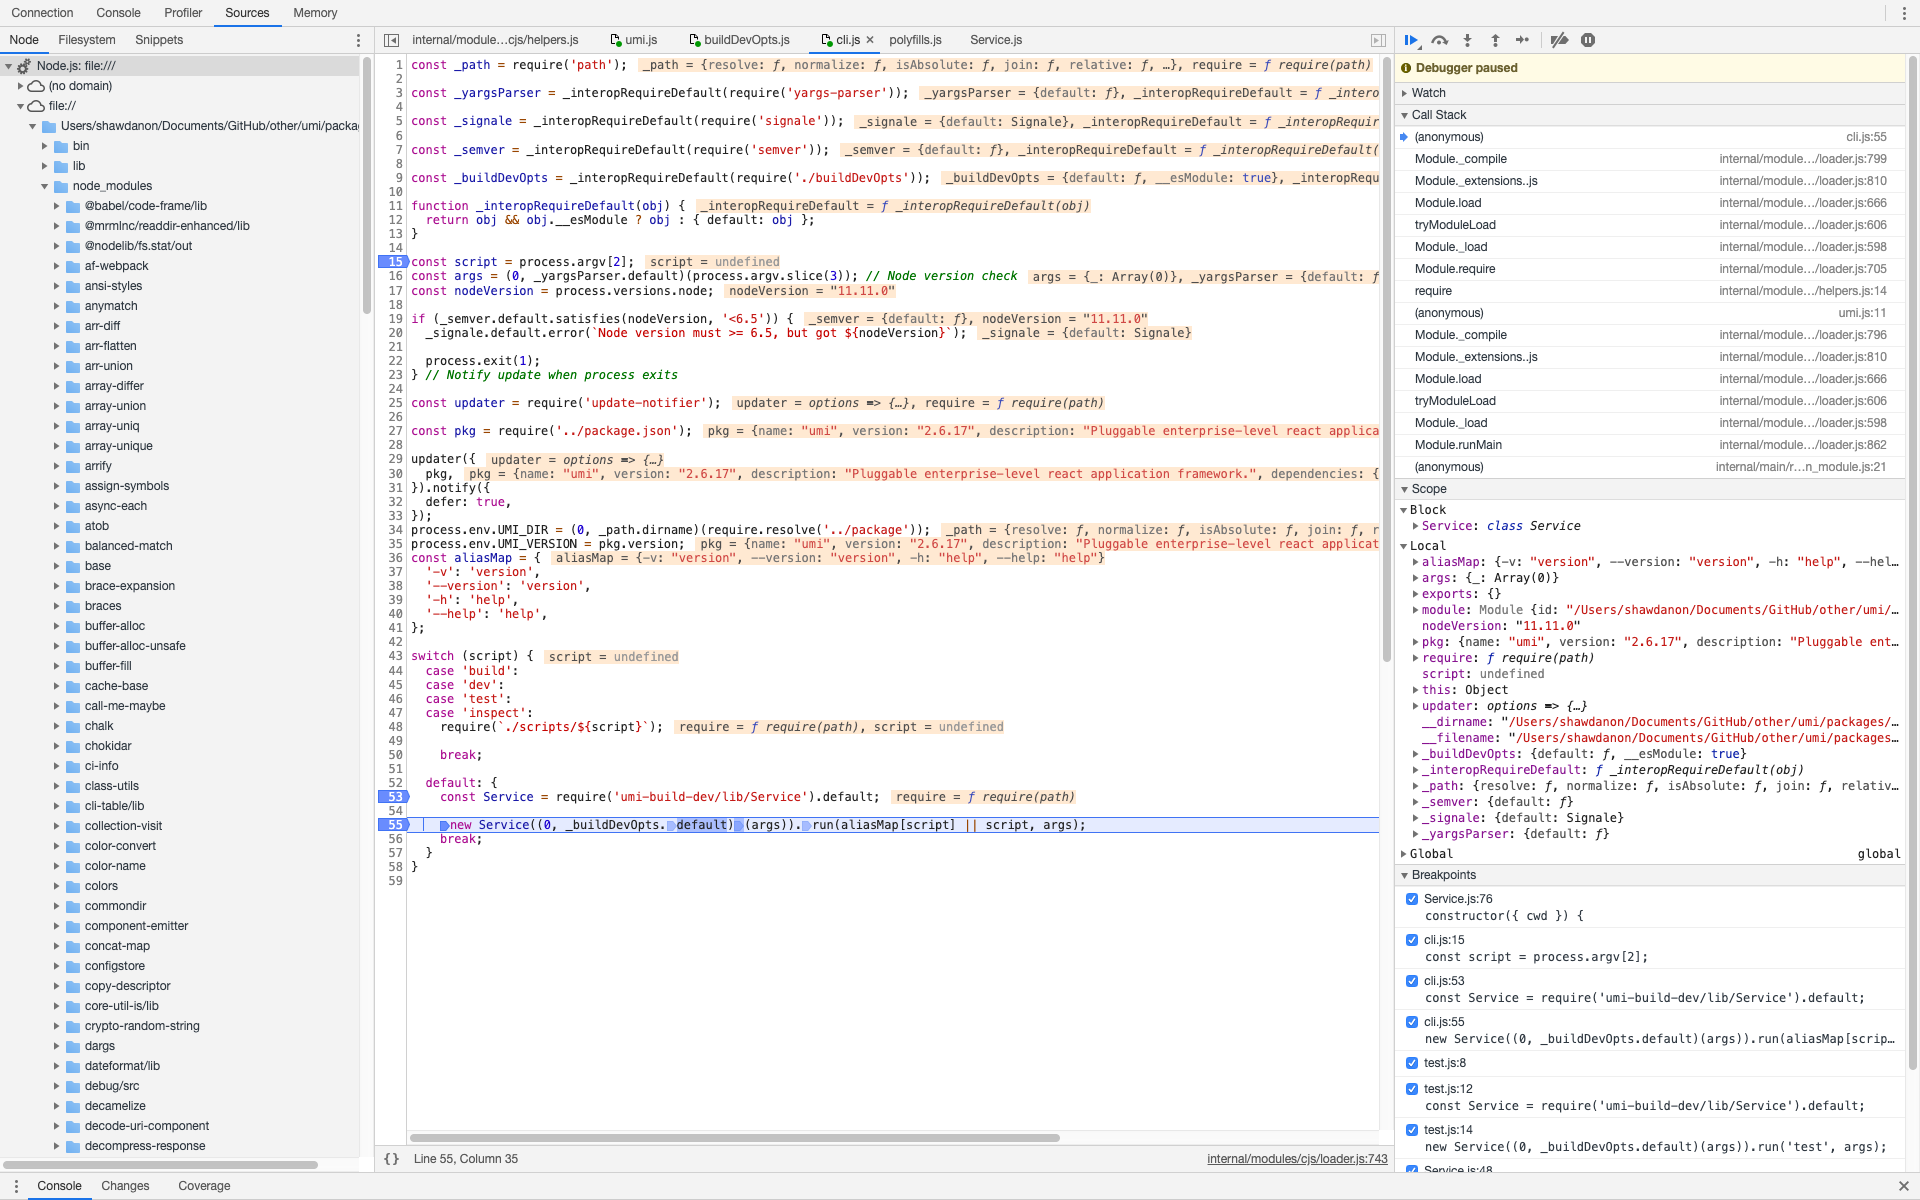 Connection Console Profiler Sources Memory
Node Filesystem Snippets
Node.js: file:///
(no domain)
file://
Users/shawdanon/Documents/GitHub/other/umi/packa
bin
lib
node_modules
@babel/code-frame/lib
@mrmlnc/readdir-enhanced/lib
@nodelib/fs.stat/out
af-webpack
ansi-styles
anymatch
arr-diff
arr-flatten
arr-union
array-differ
array-union
array-uniq
array-unique
arrify
assign-symbols
async-each
atob
balanced-match
base
brace-expansion
braces
buffer-alloc
buffer-alloc-unsafe
buffer-fill
cache-base
call-me-maybe
chalk
chokidar
ci-info
class-utils
cli-table/lib
collection-visit
color-convert
color-name
colors
commondir
component-emitter
concat-map
configstore
copy-descriptor
core-util-is/lib
crypto-random-string
dargs
dateformat/lib
debug/src
decamelize
decode-uri-component
decompress-response
internal/module…cjs/helpers.js umi.js buildDevOpts.js cli.js × polyfills.js Service.js
1 const _path = require('path'); _path = {resolve: ƒ, normalize: ƒ, isAbsolute: ƒ, join: ƒ, relative: ƒ, …}, require = ƒ require(path)
2
3 const _yargsParser = _interopRequireDefault(require('yargs-parser')); _yargsParser = {default: ƒ}, _interopRequireDefault = ƒ _intero
4
5 const _signale = _interopRequireDefault(require('signale')); _signale = {default: Signale}, _interopRequireDefault = ƒ _interopRequir
6
7 const _semver = _interopRequireDefault(require('semver')); _semver = {default: ƒ}, _interopRequireDefault = ƒ _interopRequireDefault(
8
9 const _buildDevOpts = _interopRequireDefault(require('./buildDevOpts')); _buildDevOpts = {default: ƒ, __esModule: true}, _interopRequ
10
11 function _interopRequireDefault(obj) { _interopRequireDefault = ƒ _interopRequireDefault(obj)
12 return obj && obj.__esModule ? obj : { default: obj };
13 }
14
15 const script = process.argv[2]; script = undefined
16 const args = (0, _yargsParser.default)(process.argv.slice(3)); // Node version check args = {_: Array(0)}, _yargsParser = {default: ƒ
17 const nodeVersion = process.versions.node; nodeVersion = "11.11.0"
18
19 if (_semver.default.satisfies(nodeVersion, '<6.5')) { _semver = {default: ƒ}, nodeVersion = "11.11.0"
20 _signale.default.error(`Node version must >= 6.5, but got ${nodeVersion}`); _signale = {default: Signale}
21
22 process.exit(1);
23 } // Notify update when process exits
24
25 const updater = require('update-notifier'); updater = options => {…}, require = ƒ require(path)
26
27 const pkg = require('../package.json'); pkg = {name: "umi", version: "2.6.17", description: "Pluggable enterprise-level react applica
28
29 updater({ updater = options => {…}
30 pkg, pkg = {name: "umi", version: "2.6.17", description: "Pluggable enterprise-level react application framework.", dependencies: {
31 }).notify({
32 defer: true,
33 });
34 process.env.UMI_DIR = (0, _path.dirname)(require.resolve('../package')); _path = {resolve: ƒ, normalize: ƒ, isAbsolute: ƒ, join: ƒ, r
35 process.env.UMI_VERSION = pkg.version; pkg = {name: "umi", version: "2.6.17", description: "Pluggable enterprise-level react applicat
36 const aliasMap = { aliasMap = {-v: "version", --version: "version", -h: "help", --help: "help"}
37 '-v': 'version',
38 '--version': 'version',
39 '-h': 'help',
40 '--help': 'help',
41 };
42
43 switch (script) { script = undefined
44 case 'build':
45 case 'dev':
46 case 'test':
47 case 'inspect':
48 require(`./scripts/${script}`); require = ƒ require(path), script = undefined
49
50 break;
51
52 default: {
53 const Service = require('umi-build-dev/lib/Service').default; require = ƒ require(path)
54
55 new Service((0, _buildDevOpts.default)(args)).run(aliasMap[script] || script, args);
56 break;
57 }
58 }
59
{} Line 55, Column 35 internal/modules/cjs/loader.js:743
Debugger paused
Watch
Call Stack
(anonymous) cli.js:55
Module._compile internal/module…/loader.js:799
Module._extensions..js internal/module…/loader.js:810
Module.load internal/module…/loader.js:666
tryModuleLoad internal/module…/loader.js:606
Module._load internal/module…/loader.js:598
Module.require internal/module…/loader.js:705
require internal/module…/helpers.js:14
(anonymous) umi.js:11
Module._compile internal/module…/loader.js:796
Module._extensions..js internal/module…/loader.js:810
Module.load internal/module…/loader.js:666
tryModuleLoad internal/module…/loader.js:606
Module._load internal/module…/loader.js:598
Module.runMain internal/module…/loader.js:862
(anonymous) internal/main/r…n_module.js:21
Scope
Block
Service: class Service
Local
aliasMap: {-v: "version", --version: "version", -h: "help", --hel…
args: {_: Array(0)}
exports: {}
module: Module {id: "/Users/shawdanon/Documents/GitHub/other/umi/…
nodeVersion: "11.11.0"
pkg: {name: "umi", version: "2.6.17", description: "Pluggable ent…
require: ƒ require(path)
script: undefined
this: Object
updater: options => {…}
__dirname: "/Users/shawdanon/Documents/GitHub/other/umi/packages/…
__filename: "/Users/shawdanon/Documents/GitHub/other/umi/packages…
_buildDevOpts: {default: ƒ, __esModule: true}
_interopRequireDefault: ƒ _interopRequireDefault(obj)
_path: {resolve: ƒ, normalize: ƒ, isAbsolute: ƒ, join: ƒ, relativ…
_semver: {default: ƒ}
_signale: {default: Signale}
_yargsParser: {default: ƒ}
Global global
Breakpoints
Service.js:76
constructor({ cwd }) {
cli.js:15
const script = process.argv[2];
cli.js:53
const Service = require('umi-build-dev/lib/Service').default;
cli.js:55
new Service((0, _buildDevOpts.default)(args)).run(aliasMap[scrip…
test.js:8
test.js:12
const Service = require('umi-build-dev/lib/Service').default;
test.js:14
new Service((0, _buildDevOpts.default)(args)).run('test', args);
Service.js:48
Console Changes Coverage